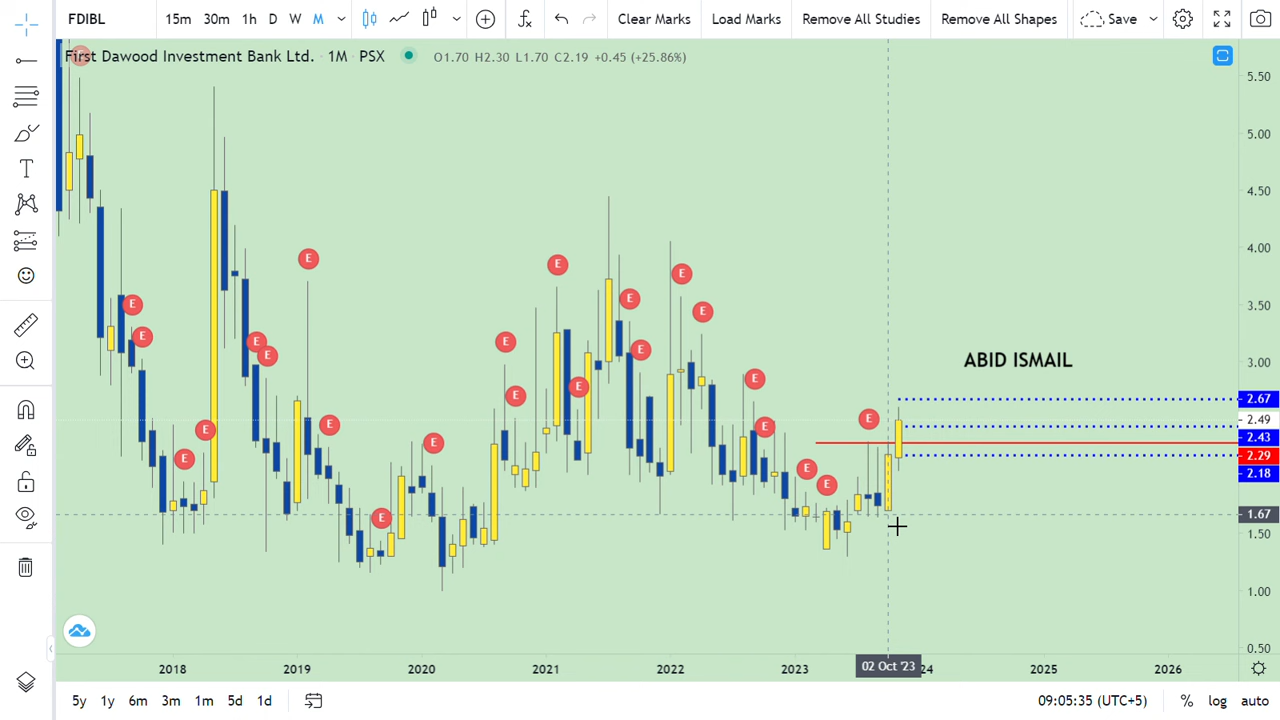 FDIBL 15m 30m 1h D W M Clear Marks Load Marks Remove All Studies Remove All Shapes Save
First Dawood Investment Bank Ltd. · 1M · PSX O1.70 H2.30 L1.70 C2.19 +0.45 (+25.86%)
5.50
5.00
4.50
4.00
3.50
3.00
ABID ISMAIL
2.67
2.49
2.43
2.29
2.18
1.67
1.50
1.00
0.50
E E E E E E E E E E E E E E E E E E E E E E E E
2018 2019 2020 2021 2022 2023 02 Oct '23 24 2025 2026
5y 1y 6m 3m 1m 5d 1d 09:05:35 (UTC+5) % log auto